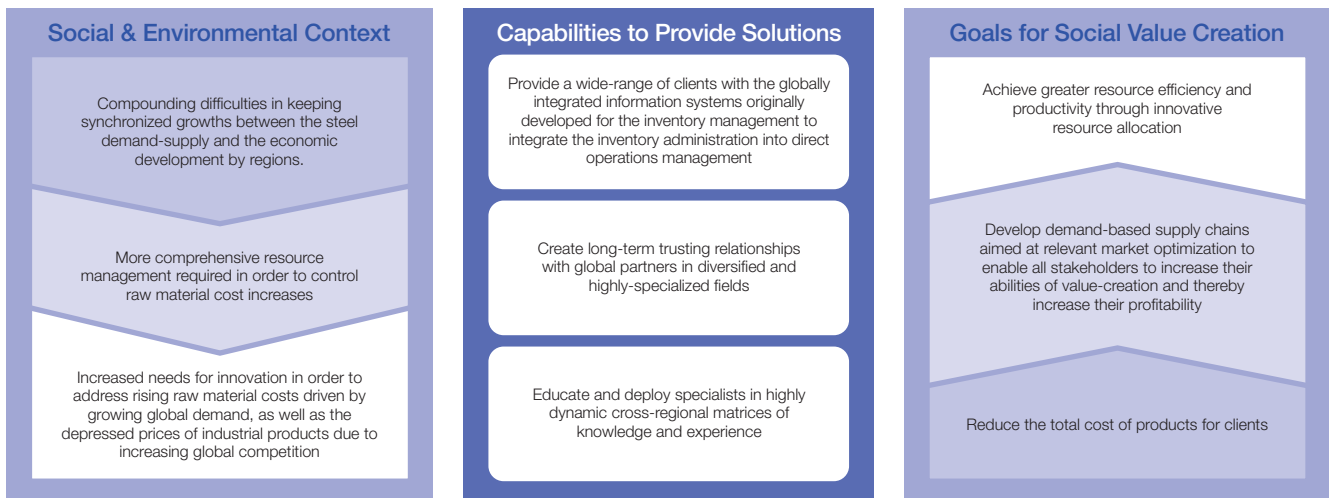 Social & Environmental Context
Compounding difficulties in keeping
synchronized growths between the steel
demand-supply and the economic
development by regions.
More comprehensive resource
management required in order to control
raw material cost increases
Increased needs for innovation in order to
address rising raw material costs driven by
growing global demand, as well as the
depressed prices of industrial products due to
increasing global competition
Capabilities to Provide Solutions
Provide a wide-range of clients with the globally
integrated information systems originally
developed for the inventory management to
integrate the inventory administration into direct
operations management
Create long-term trusting relationships
with global partners in diversified and
highly-specialized fields
Educate and deploy specialists in highly
dynamic cross-regional matrices of
knowledge and experience
Goals for Social Value Creation
Achieve greater resource efficiency and
productivity through innovative
resource allocation
Develop demand-based supply chains
aimed at relevant market optimization to
enable all stakeholders to increase their
abilities of value-creation and thereby
increase their profitability
Reduce the total cost of products for clients